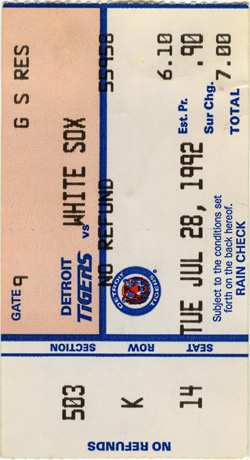 G S RES
55958
6.10
Est. Pr.
.90
Sur Chg.
7.00
TOTAL
GATE 9
DETROIT
TIGERS vs
WHITE SOX
NO REFUND
DETROIT
TIGERS
TUE JUL 28, 1992
Subject to the conditions set
forth on the back hereof.
RAIN CHECK
SECTION
ROW
SEAT
503
K
14
NO REFUNDS